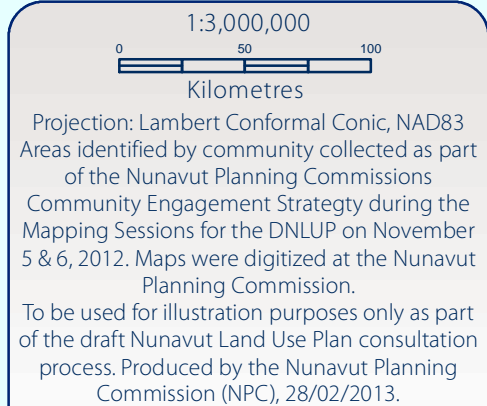 1:3,000,000
0 50 100
Kilometres
Projection: Lambert Conformal Conic, NAD83
Areas identified by community collected as part
of the Nunavut Planning Commissions
Community Engagement Strategty during the
Mapping Sessions for the DNLUP on November
5 & 6, 2012. Maps were digitized at the Nunavut
Planning Commission.
To be used for illustration purposes only as part
of the draft Nunavut Land Use Plan consultation
process. Produced by the Nunavut Planning
Commission (NPC), 28/02/2013.